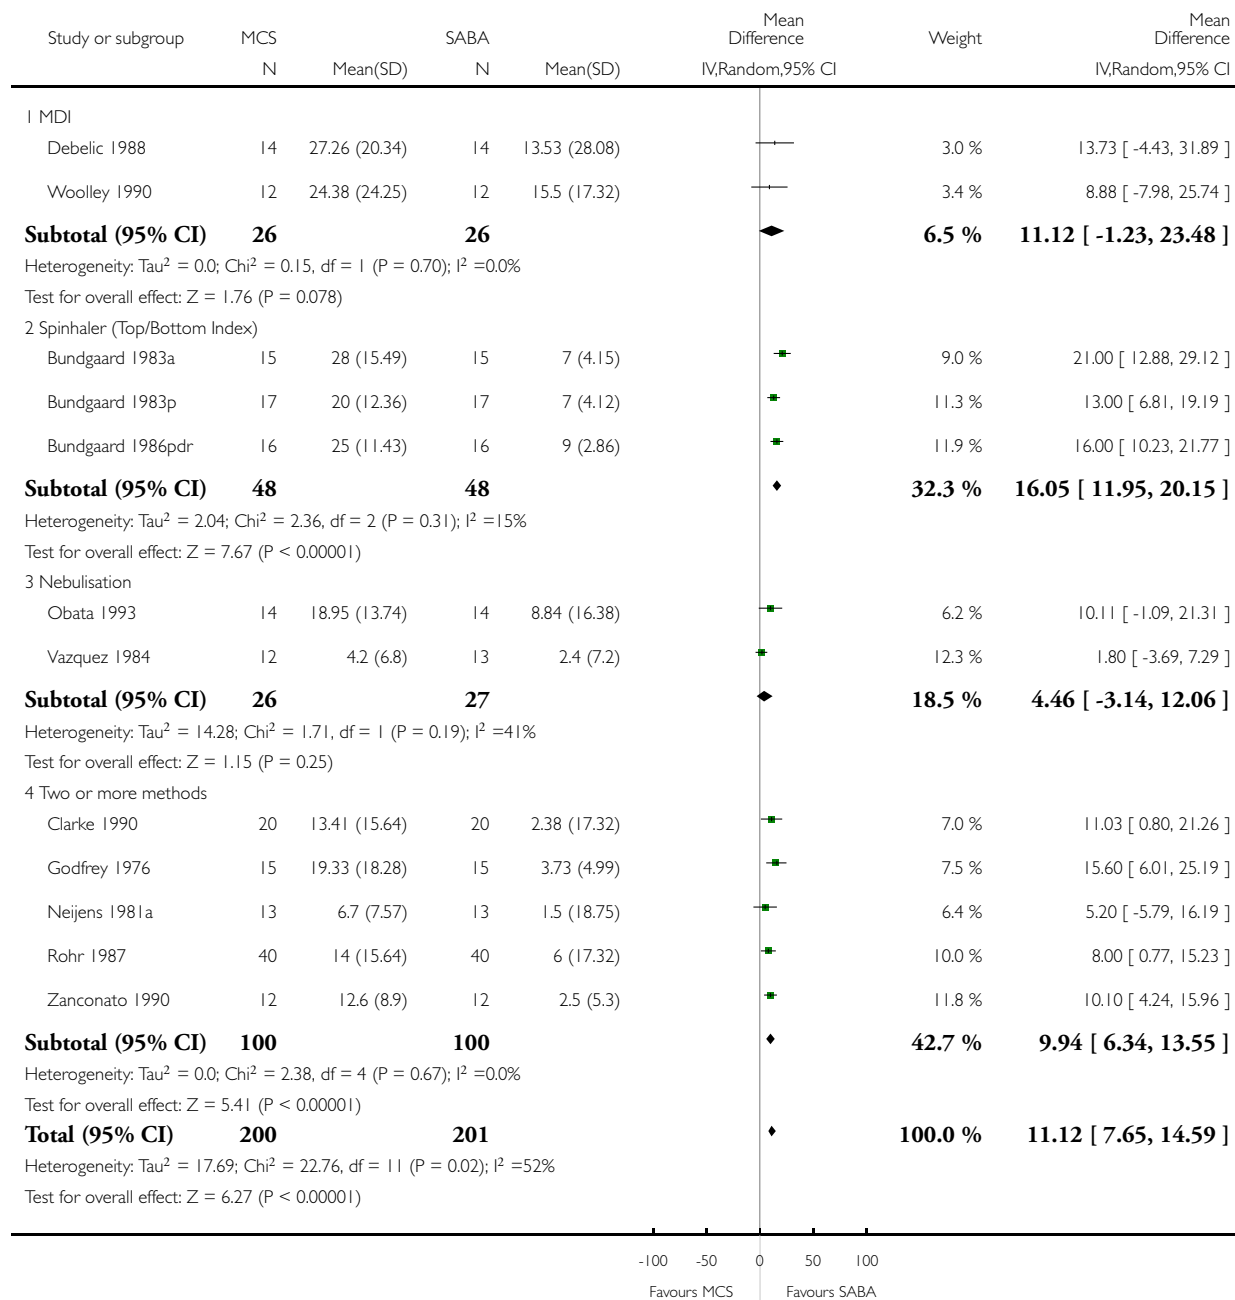 Study or subgroup MCS SABA Mean Difference Weight Mean Difference
N Mean(SD) N Mean(SD) IV,Random,95% CI IV,Random,95% CI
1 MDI
Debelic 1988 14 27.26 (20.34) 14 13.53 (28.08) 3.0 % 13.73 [ -4.43, 31.89 ]
Woolley 1990 12 24.38 (24.25) 12 15.5 (17.32) 3.4 % 8.88 [ -7.98, 25.74 ]
Subtotal (95% CI) 26 26 6.5 % 11.12 [ -1.23, 23.48 ]
Heterogeneity: Tau² = 0.0; Chi² = 0.15, df = 1 (P = 0.70); I² =0.0%
Test for overall effect: Z = 1.76 (P = 0.078)
2 Spinhaler (Top/Bottom Index)
Bundgaard 1983a 15 28 (15.49) 15 7 (4.15) 9.0 % 21.00 [ 12.88, 29.12 ]
Bundgaard 1983p 17 20 (12.36) 17 7 (4.12) 11.3 % 13.00 [ 6.81, 19.19 ]
Bundgaard 1986pdr 16 25 (11.43) 16 9 (2.86) 11.9 % 16.00 [ 10.23, 21.77 ]
Subtotal (95% CI) 48 48 32.3 % 16.05 [ 11.95, 20.15 ]
Heterogeneity: Tau² = 2.04; Chi² = 2.36, df = 2 (P = 0.31); I² =15%
Test for overall effect: Z = 7.67 (P < 0.00001)
3 Nebulisation
Obata 1993 14 18.95 (13.74) 14 8.84 (16.38) 6.2 % 10.11 [ -1.09, 21.31 ]
Vazquez 1984 12 4.2 (6.8) 13 2.4 (7.2) 12.3 % 1.80 [ -3.69, 7.29 ]
Subtotal (95% CI) 26 27 18.5 % 4.46 [ -3.14, 12.06 ]
Heterogeneity: Tau² = 14.28; Chi² = 1.71, df = 1 (P = 0.19); I² =41%
Test for overall effect: Z = 1.15 (P = 0.25)
4 Two or more methods
Clarke 1990 20 13.41 (15.64) 20 2.38 (17.32) 7.0 % 11.03 [ 0.80, 21.26 ]
Godfrey 1976 15 19.33 (18.28) 15 3.73 (4.99) 7.5 % 15.60 [ 6.01, 25.19 ]
Neijens 1981a 13 6.7 (7.57) 13 1.5 (18.75) 6.4 % 5.20 [ -5.79, 16.19 ]
Rohr 1987 40 14 (15.64) 40 6 (17.32) 10.0 % 8.00 [ 0.77, 15.23 ]
Zanconato 1990 12 12.6 (8.9) 12 2.5 (5.3) 11.8 % 10.10 [ 4.24, 15.96 ]
Subtotal (95% CI) 100 100 42.7 % 9.94 [ 6.34, 13.55 ]
Heterogeneity: Tau² = 0.0; Chi² = 2.38, df = 4 (P = 0.67); I² =0.0%
Test for overall effect: Z = 5.41 (P < 0.00001)
Total (95% CI) 200 201 100.0 % 11.12 [ 7.65, 14.59 ]
Heterogeneity: Tau² = 17.69; Chi² = 22.76, df = 11 (P = 0.02); I² =52%
Test for overall effect: Z = 6.27 (P < 0.00001)
-100 -50 0 50 100
Favours MCS Favours SABA